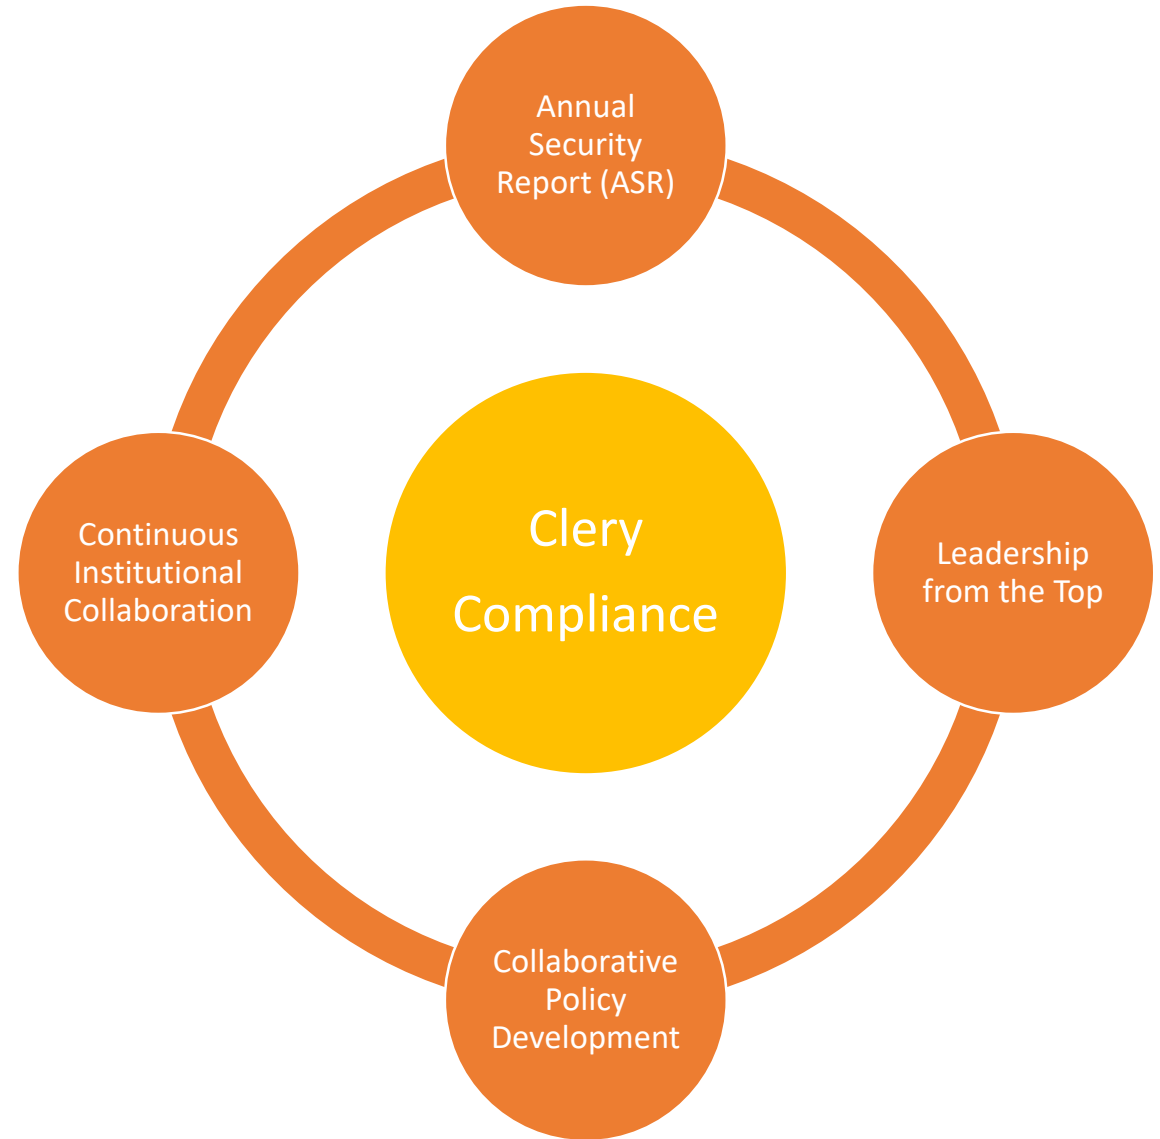 Annual
Security
Report (ASR)
Continuous
Institutional
Collaboration
Clery
Compliance
Leadership
from the Top
Collaborative
Policy
Development